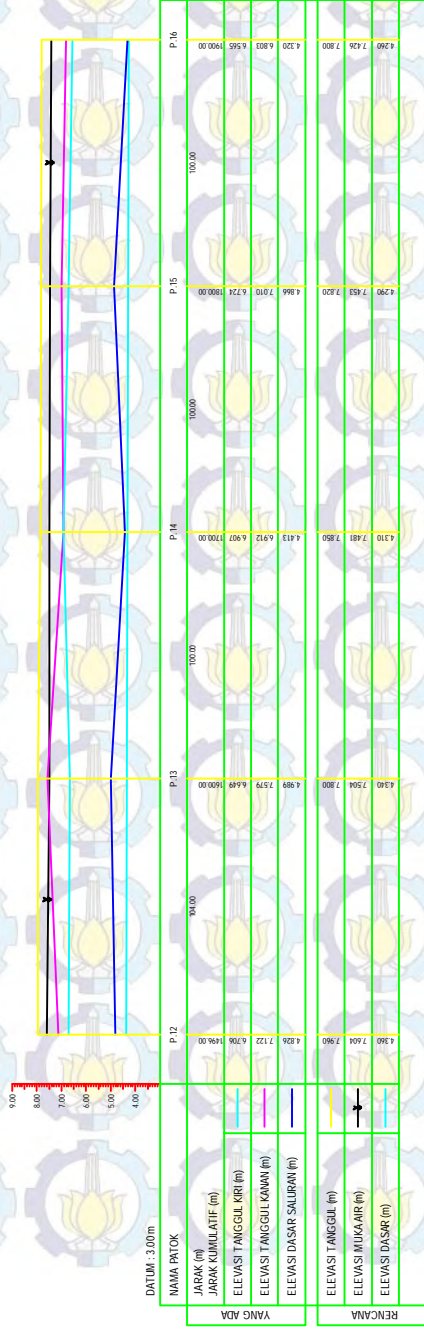 9.00
8.00
7.00
6.00
5.00
4.00
DATUM : 3.00 m
NAMA PATOK P.12 P.13 P.14 P.15 P.16
YANG ADA
JARAK (m) 104.00 100.00 100.00 100.00
JARAK KUMULATIF (m) 1496.00 1600.00 1700.00 1800.00 1900.00
ELEVASI TANGGUL KIRI (m) 6.706 6.649 6.907 6.724 6.565
ELEVASI TANGGUL KANAN (m) 7.122 7.579 6.912 7.010 6.803
ELEVASI DASAR SALURAN (m) 4.826 4.989 4.413 4.866 4.320
RENCANA
ELEVASI TANGGUL (m) 7.960 7.800 7.850 7.820 7.800
ELEVASI MUKA AIR (m) 7.604 7.504 7.481 7.453 7.426
ELEVASI DASAR (m) 4.360 4.340 4.310 4.290 4.260